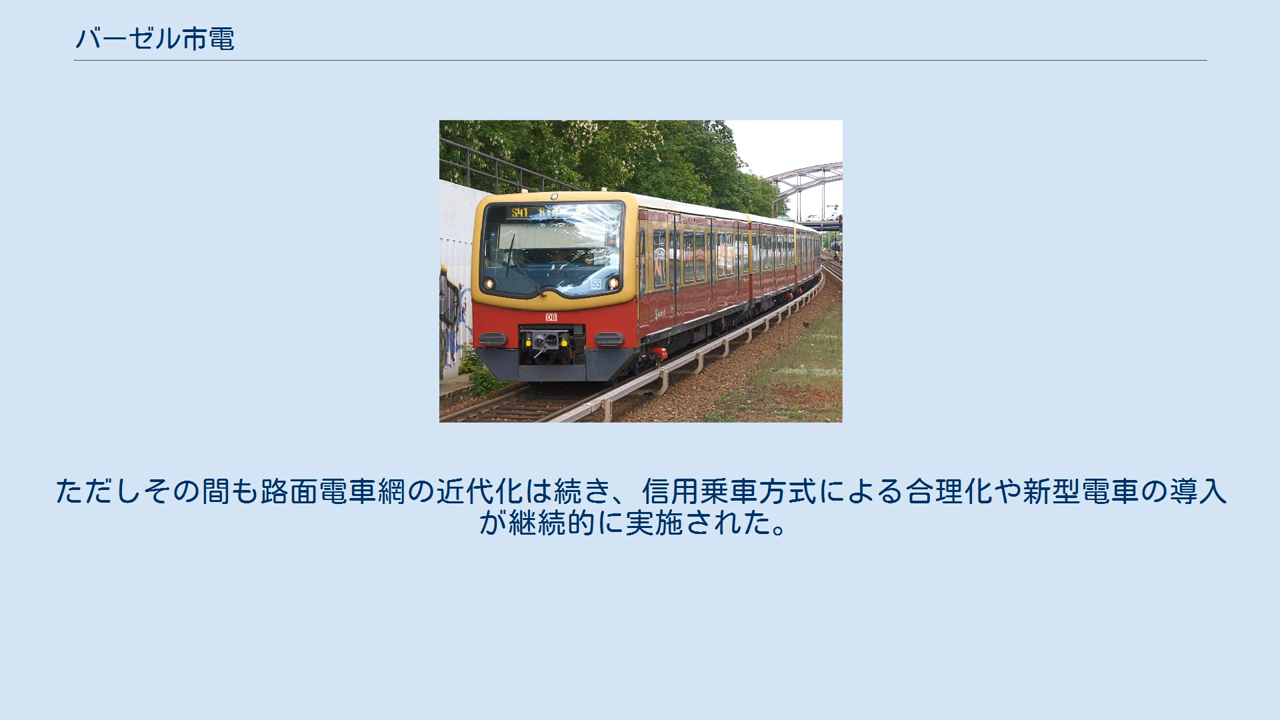 バーゼル市電
S41
DB
ただしその間も路面電車網の近代化は続き、信用乗車方式による合理化や新型電車の導入
が継続的に実施された。